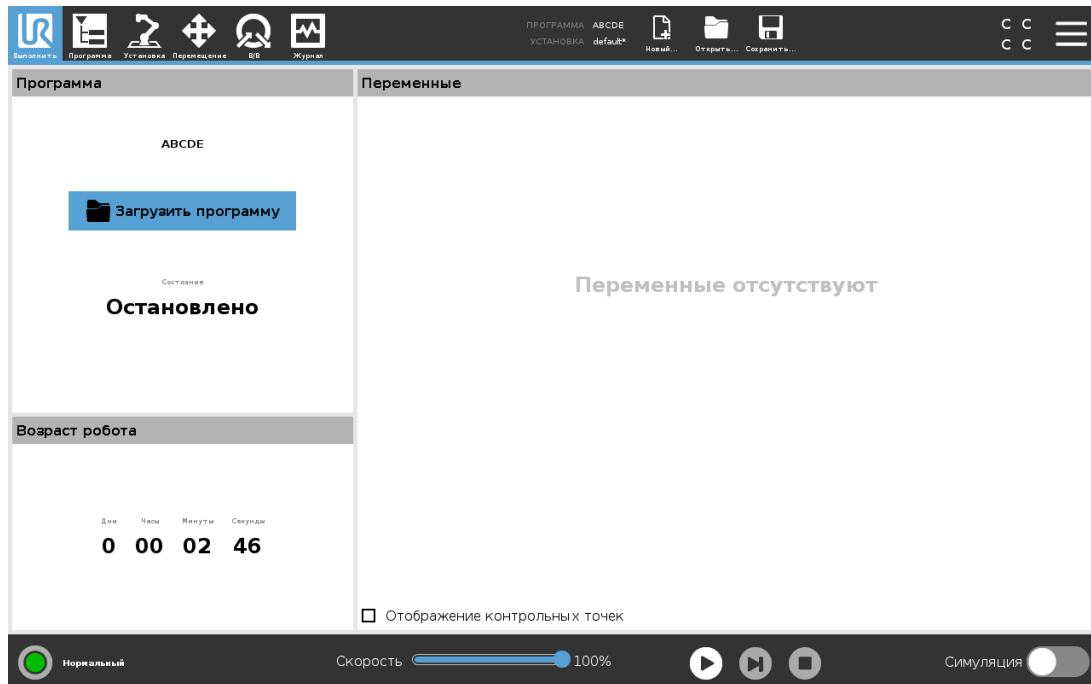 Выполнить Программа Установка Перемещение В/В Журнал
ПРОГРАММА ABCDE
УСТАНОВКА default*
Новый... Открыть... Сохранить...
C C
C C
Программа
ABCDE
Загрузить программу
Состояние
Остановлено
Возраст робота
Дни Часы Минуты Секунды
0 00 02 46
Переменные
Переменные отсутствуют
Отображение контрольных точек
Нормальный
Скорость 100%
Симуляция